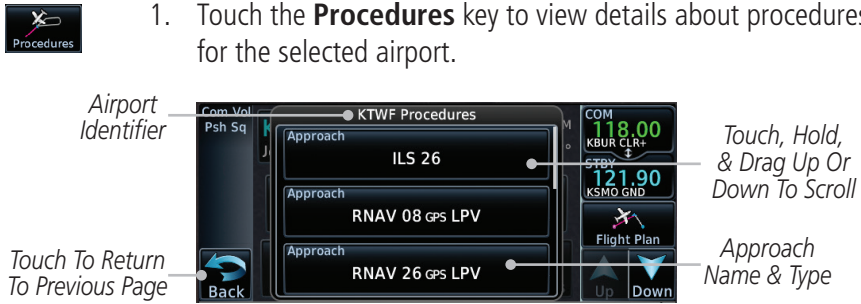 Procedures
1. Touch the Procedures key to view details about procedures
for the selected airport.
Airport
Identifier
Com Vol
Psh Sq
KTWF Procedures
Approach
ILS 26
Approach
RNAV 08 GPS LPV
Approach
RNAV 26 GPS LPV
Back
COM
118.00
KBUR CLR+
STBY
121.90
KSMO GND
Flight Plan
Up
Down
Touch, Hold,
& Drag Up Or
Down To Scroll
Touch To Return
To Previous Page
Approach
Name & Type